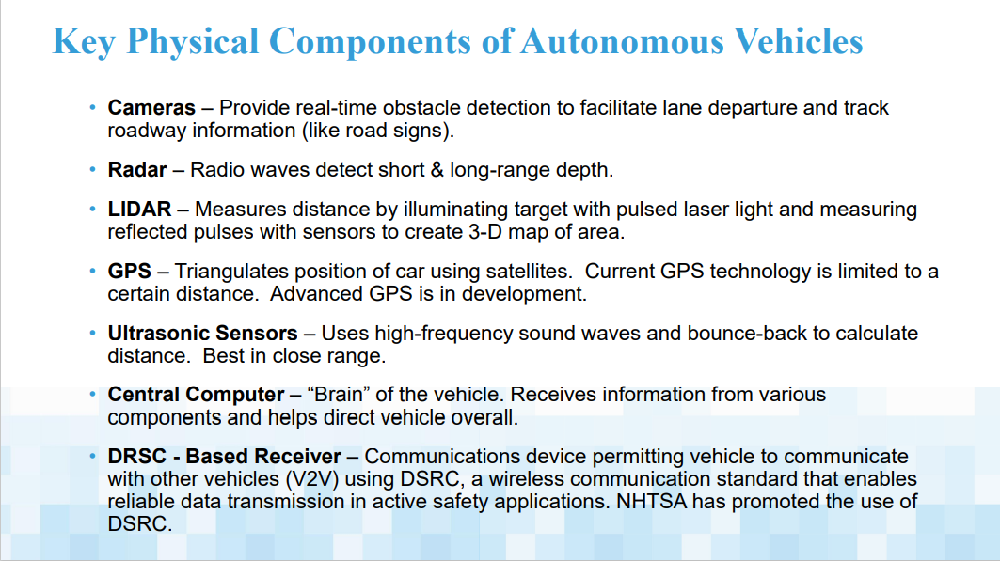 Key Physical Components of Autonomous Vehicles
• Cameras – Provide real-time obstacle detection to facilitate lane departure and track
roadway information (like road signs).
• Radar – Radio waves detect short & long-range depth.
• LIDAR – Measures distance by illuminating target with pulsed laser light and measuring
reflected pulses with sensors to create 3-D map of area.
• GPS – Triangulates position of car using satellites.  Current GPS technology is limited to a
certain distance.  Advanced GPS is in development.
• Ultrasonic Sensors – Uses high-frequency sound waves and bounce-back to calculate
distance.  Best in close range.
• Central Computer – “Brain” of the vehicle. Receives information from various
components and helps direct vehicle overall.
• DRSC - Based Receiver – Communications device permitting vehicle to communicate
with other vehicles (V2V) using DSRC, a wireless communication standard that enables
reliable data transmission in active safety applications. NHTSA has promoted the use of
DSRC.